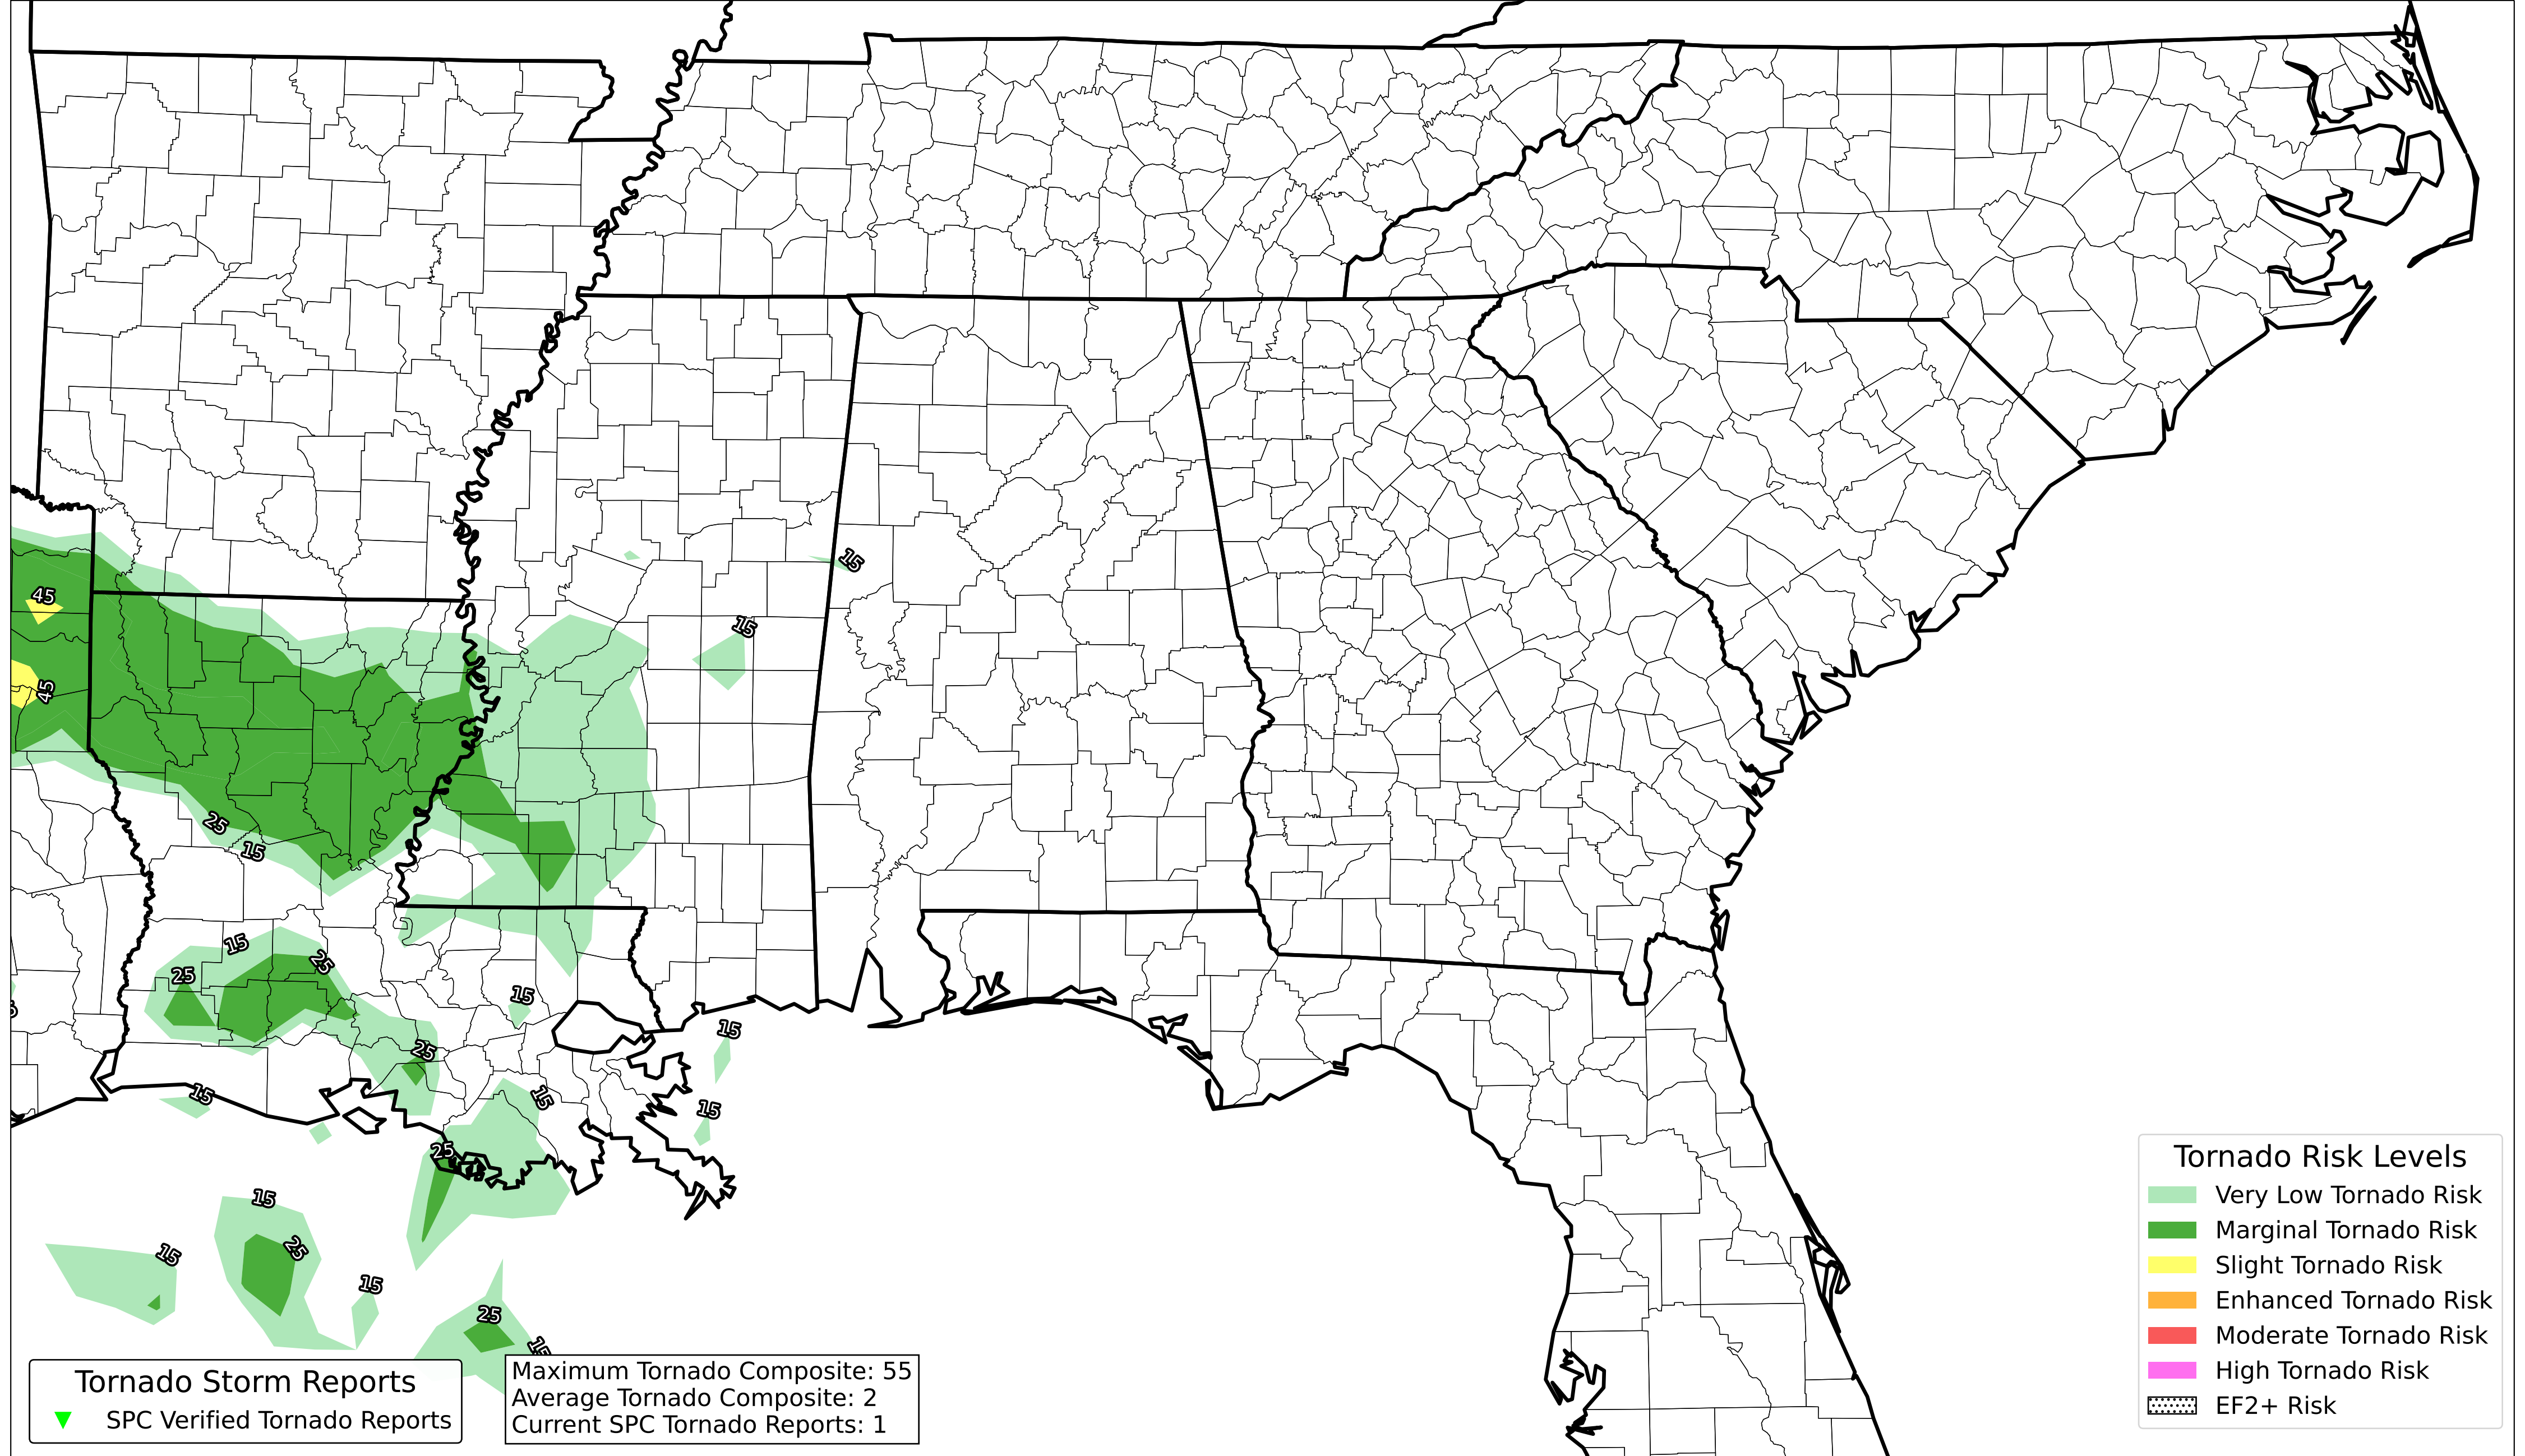 15
45
15
45
25
15
15
25
25
15
15
25
15
15
15
25
15
15
25
15
25
15
Tornado Storm Reports
SPC Verified Tornado Reports
Maximum Tornado Composite: 55
Average Tornado Composite: 2
Current SPC Tornado Reports: 1
Tornado Risk Levels
Very Low Tornado Risk
Marginal Tornado Risk
Slight Tornado Risk
Enhanced Tornado Risk
Moderate Tornado Risk
High Tornado Risk
EF2+ Risk